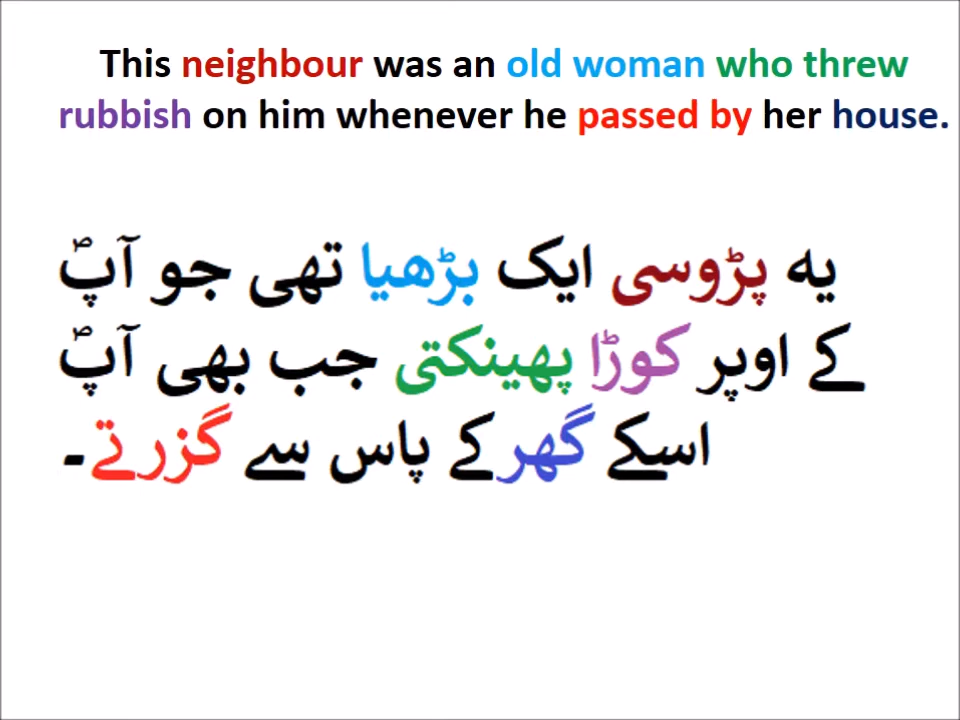 This neighbour was an old woman who threw
rubbish on him whenever he passed by her house.
یہ پڑوسی ایک بڑھیا تھی جو آپؐ
کے اوپر کوڑا پھینکتی جب بھی آپؐ
اسکے گھر کے پاس سے گزرتے۔